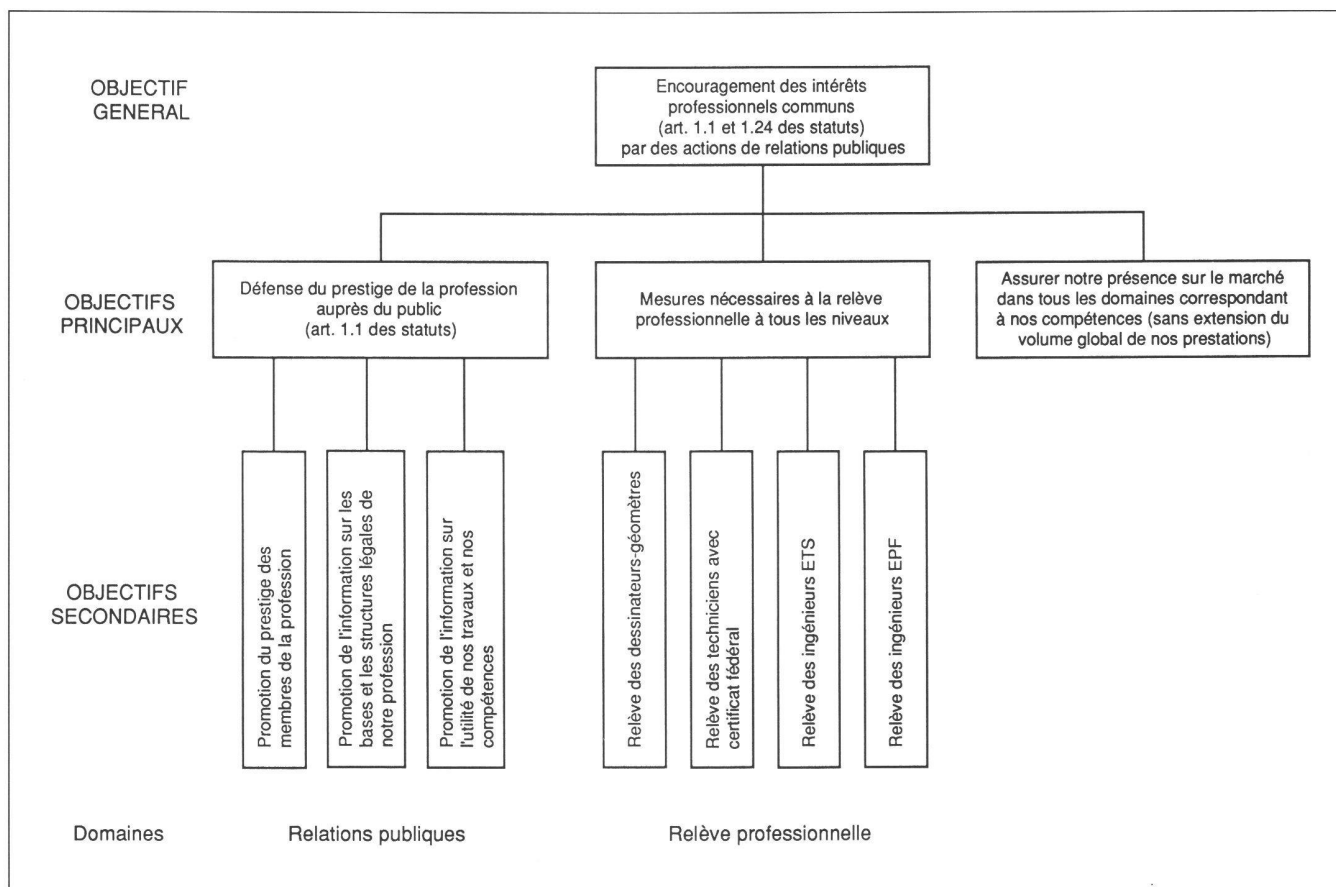 OBJECTIF
GENERAL
Encouragement des intérêts
professionnels communs
(art. 1.1 et 1.24 des statuts)
par des actions de relations publiques
OBJECTIFS
PRINCIPAUX
Défense du prestige de la profession
auprès du public
(art. 1.1 des statuts)
Mesures nécessaires à la relève
professionnelle à tous les niveaux
Assurer notre présence sur le marché
dans tous les domaines correspondant
à nos compétences (sans extension du
volume global de nos prestations)
OBJECTIFS
SECONDAIRES
Promotion du prestige des
membres de la profession
Promotion de l'information sur les
bases et les structures légales de
notre profession
Promotion de l'information sur
l'utilité de nos travaux et nos
compétences
Relève des dessinateurs-géomètres
Relève des techniciens avec
certificat fédéral
Relève des ingénieurs ETS
Relève des ingénieurs EPF
Domaines
Relations publiques
Relève professionnelle